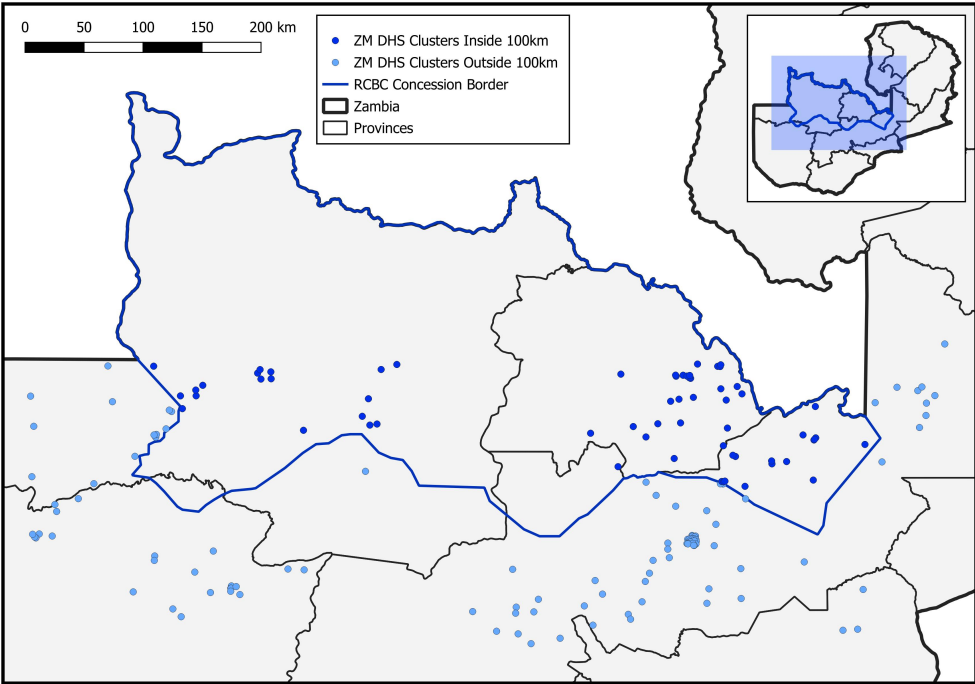 0 50 100 150 200 km
ZM DHS Clusters Inside 100km
ZM DHS Clusters Outside 100km
RCBC Concession Border
Zambia
Provinces